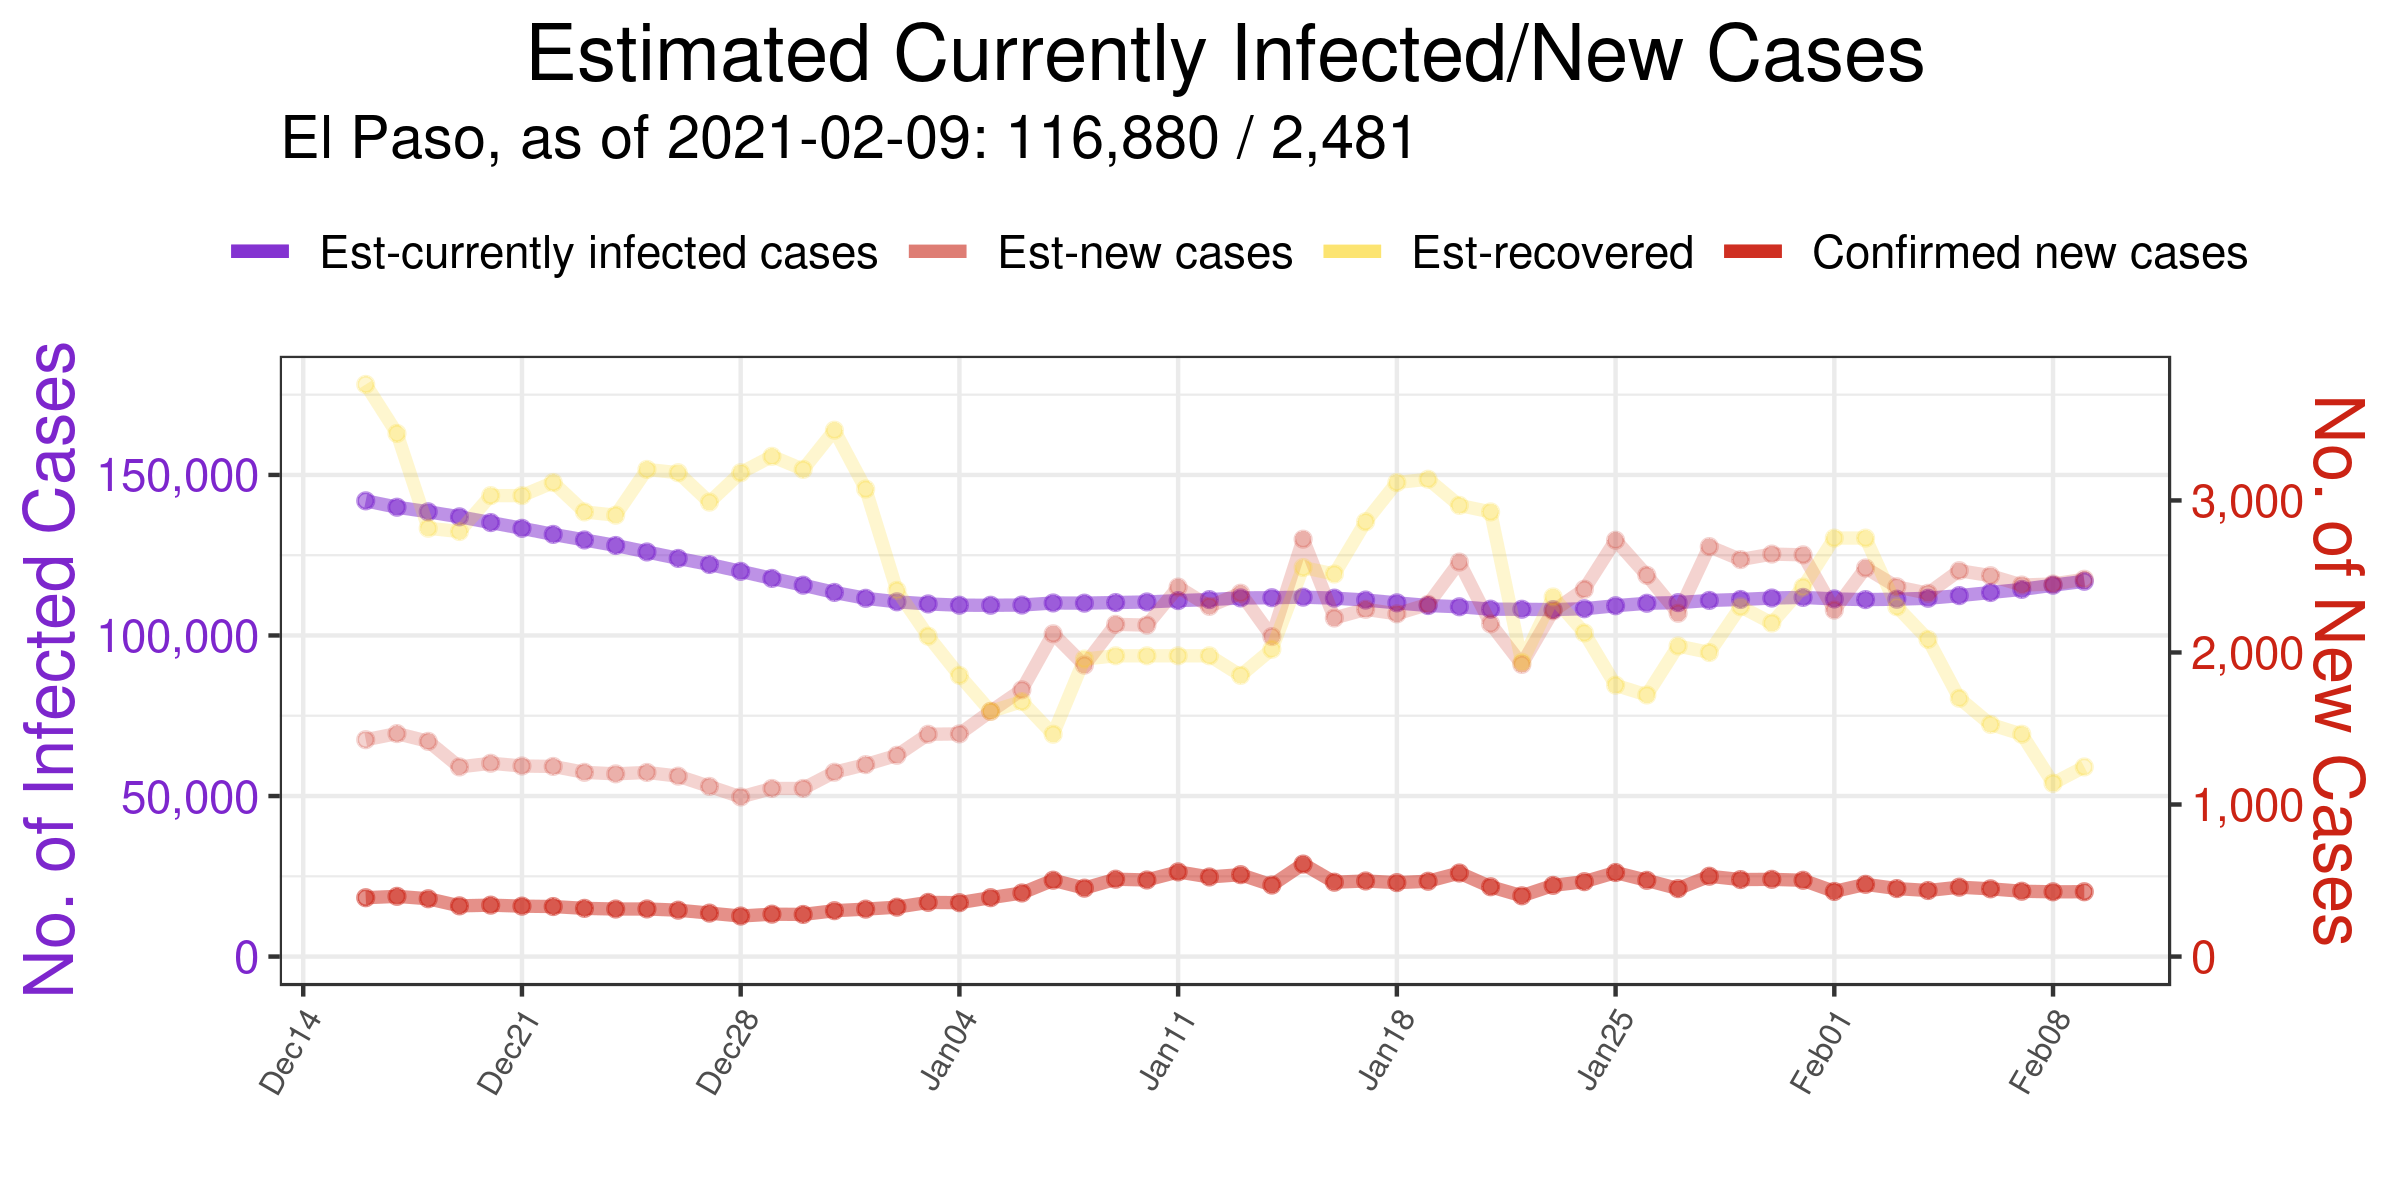 Estimated Currently Infected/New Cases
El Paso, as of 2021-02-09: 116,880 / 2,481
Est-currently infected cases Est-new cases Est-recovered Confirmed new cases
No. of Infected Cases
150,000
100,000
50,000
0
3,000
2,000
1,000
0
No. of New Cases
Dec14 Dec21 Dec28 Jan04 Jan11 Jan18 Jan25 Feb01 Feb08